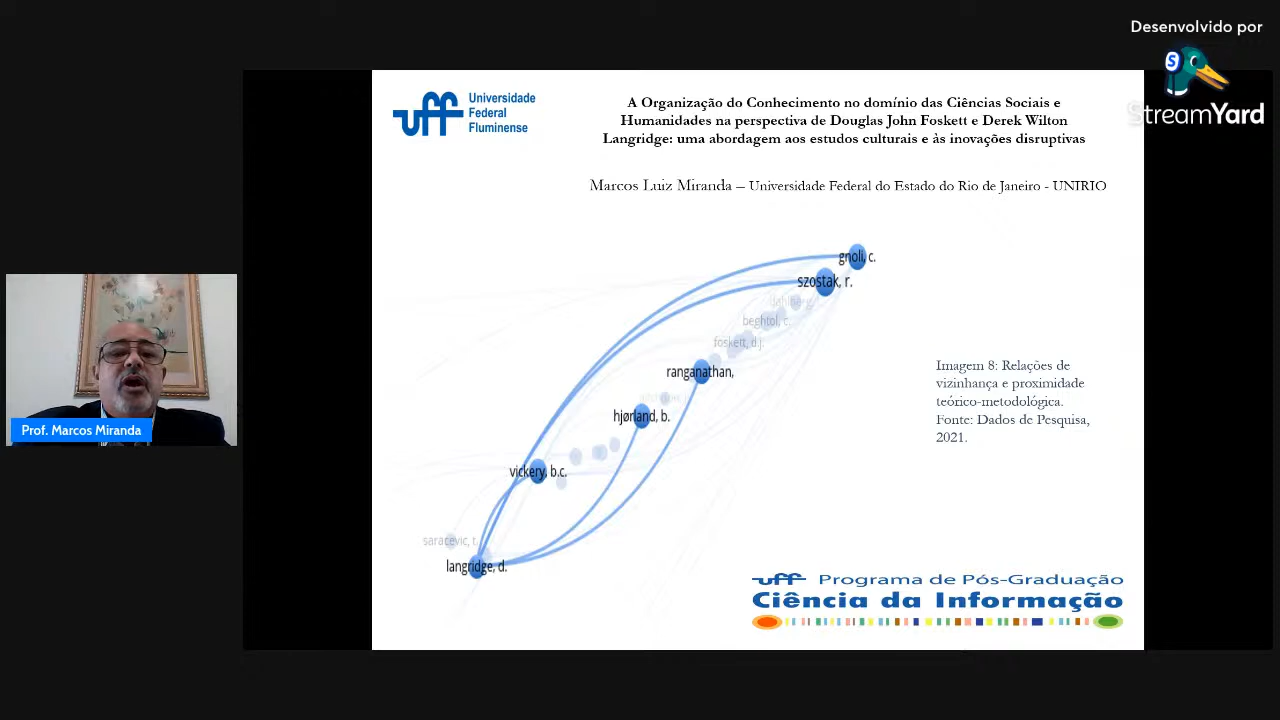 Desenvolvido por
StreamYard
uff
Universidade
Federal
Fluminense
A Organização do Conhecimento no domínio das Ciências Sociais e
Humanidades na perspectiva de Douglas John Foskett e Derek Wilton
Langridge: uma abordagem aos estudos culturais e às inovações disruptivas
Marcos Luiz Miranda – Universidade Federal do Estado do Rio de Janeiro - UNIRIO
gnoli, c.
szostak, r.
beghtol, c.
foskett, d.j.
ranganathan,
hjørland, b.
vickery, b.c.
saracevic, t.
langridge, d.
Imagem 8: Relações de
vizinhança e proximidade
teórico-metodológica.
Fonte: Dados de Pesquisa,
2021.
Prof. Marcos Miranda
uff Programa de Pós-Graduação
Ciência da Informação